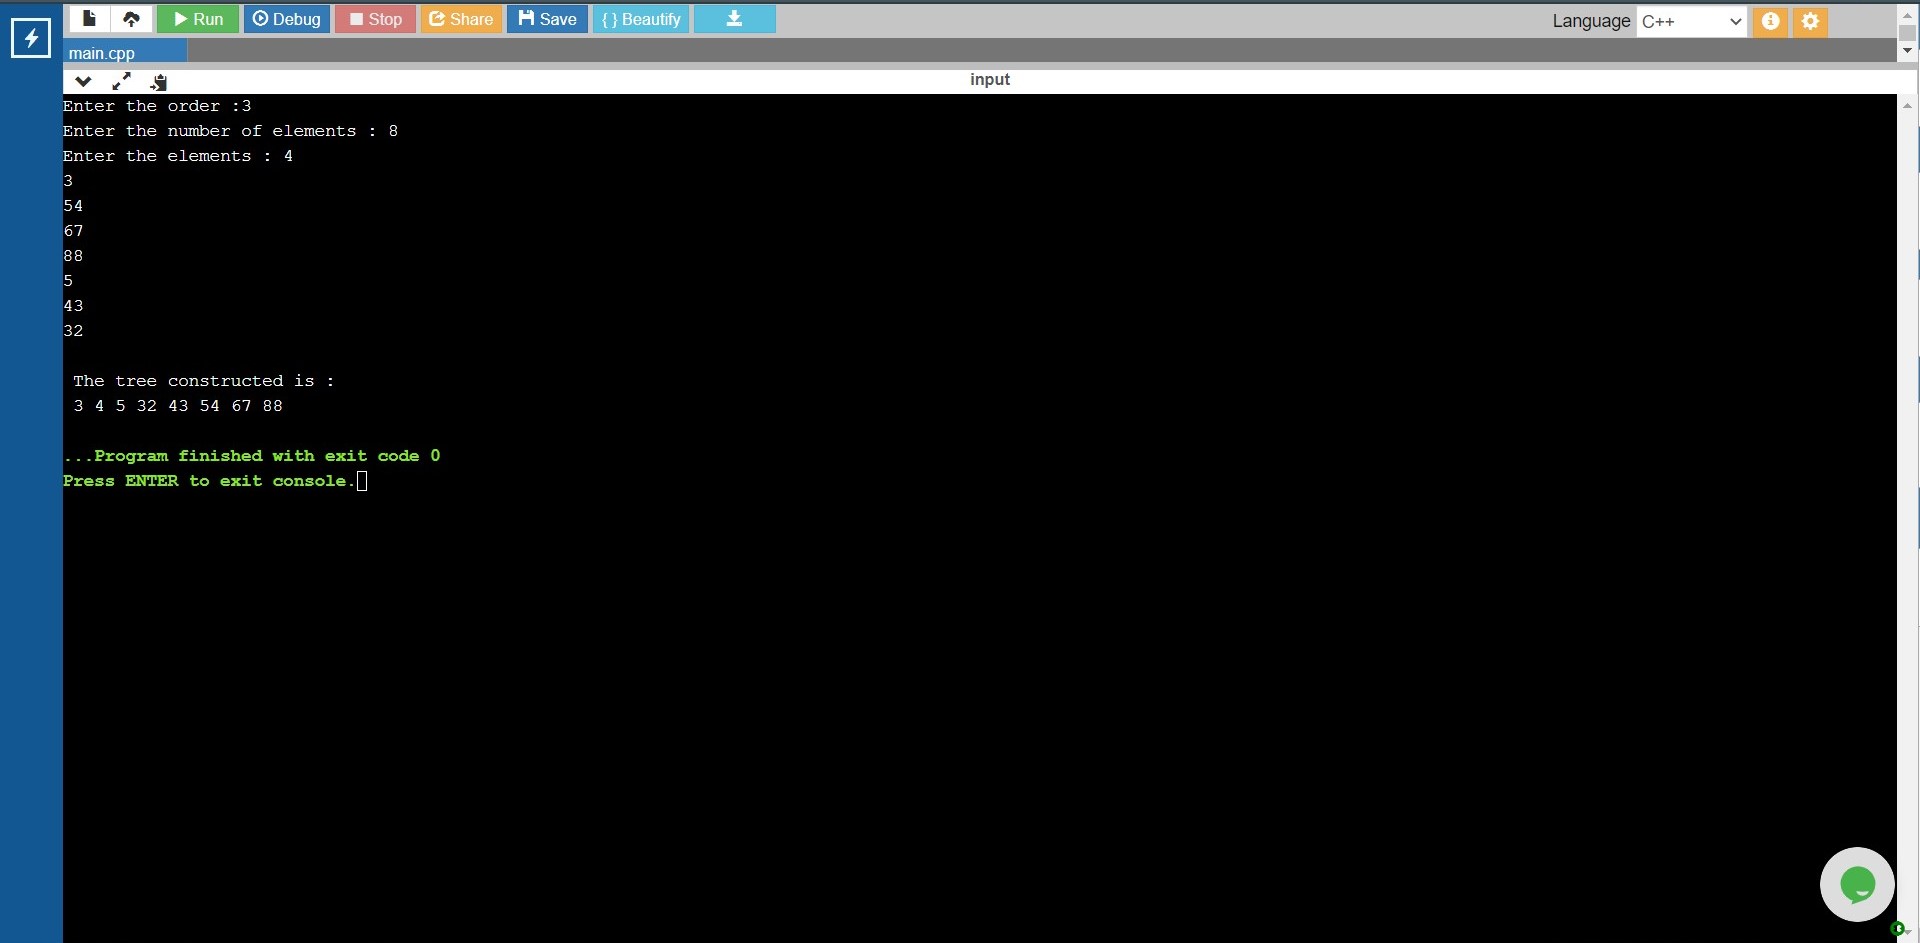 Run Debug Stop Share Save { } Beautify Language C++
main.cpp
input
Enter the order :3
Enter the number of elements : 8
Enter the elements : 4
3
54
67
88
5
43
32
The tree constructed is :
3 4 5 32 43 54 67 88
...Program finished with exit code 0
Press ENTER to exit console.